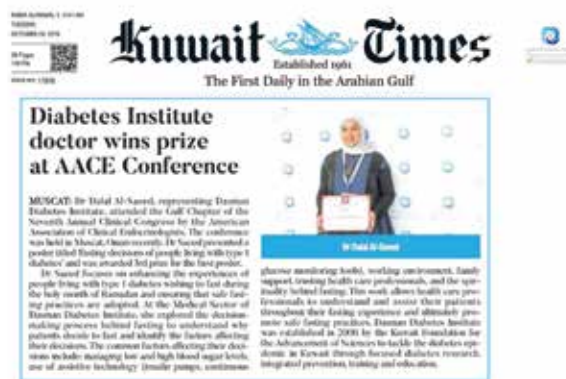 TUESDAY
Kuwait Times
Established 1961
The First Daily in the Arabian Gulf
Diabetes Institute
doctor wins prize
at AACE Conference
MUSCAT: Dr Dalal Al-Saeed, representing Dasman
Diabetes Institute, attended the Gulf Chapter of the
Seventh Annual Clinical Congress by the American
Association of Clinical Endocrinologists. The conference
was held in Muscat, Oman recently. Dr Saeed presented a
poster titled 'fasting decisions of people living with type 1
diabetes' and was awarded 3rd prize for the best poster.
Dr Saeed focuses on enhancing the experiences of
people living with type 1 diabetes wishing to fast during
the holy month of Ramadan and ensuring that safe fast-
ing practices are adopted. At the Medical Sector of
Dasman Diabetes Institute, she explored the decision-
making process behind fasting to understand why
patients decide to fast and identify the factors affecting
their decisions. The common factors affecting their deci-
sions include: managing low and high blood sugar levels,
use of assistive technology (insulin pumps, continuous
Dr Dalal Al-Saeed
glucose monitoring tools), working environment, family
support, trusting health care professionals, and the spir-
ituality behind fasting. This work allows health care pro-
fessionals to understand and assist their patients
throughout their fasting experience and ultimately pro-
mote safe fasting practices. Dasman Diabetes Institute
was established in 2006 by the Kuwait Foundation for
the Advancement of Sciences to tackle the diabetes epi-
demic in Kuwait through focused diabetes research,
integrated prevention, training and education.